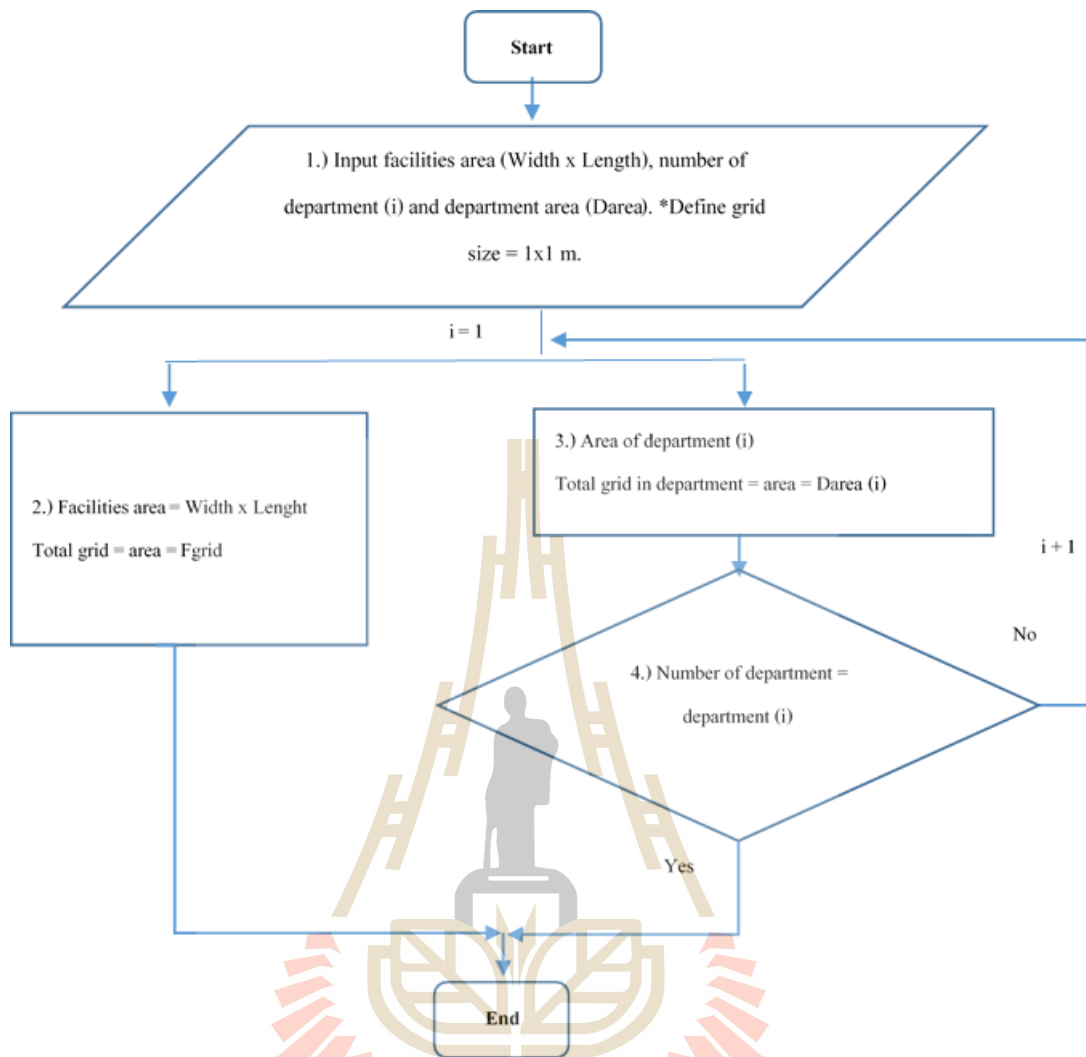 Start
1.) Input facilities area (Width x Length), number of
department (i) and department area (Darea). *Define grid
size = 1x1 m.
i = 1
2.) Facilities area = Width x Lenght
Total grid = area = Fgrid
3.) Area of department (i)
Total grid in department = area = Darea (i)
i + 1
No
4.) Number of department =
department (i)
Yes
End